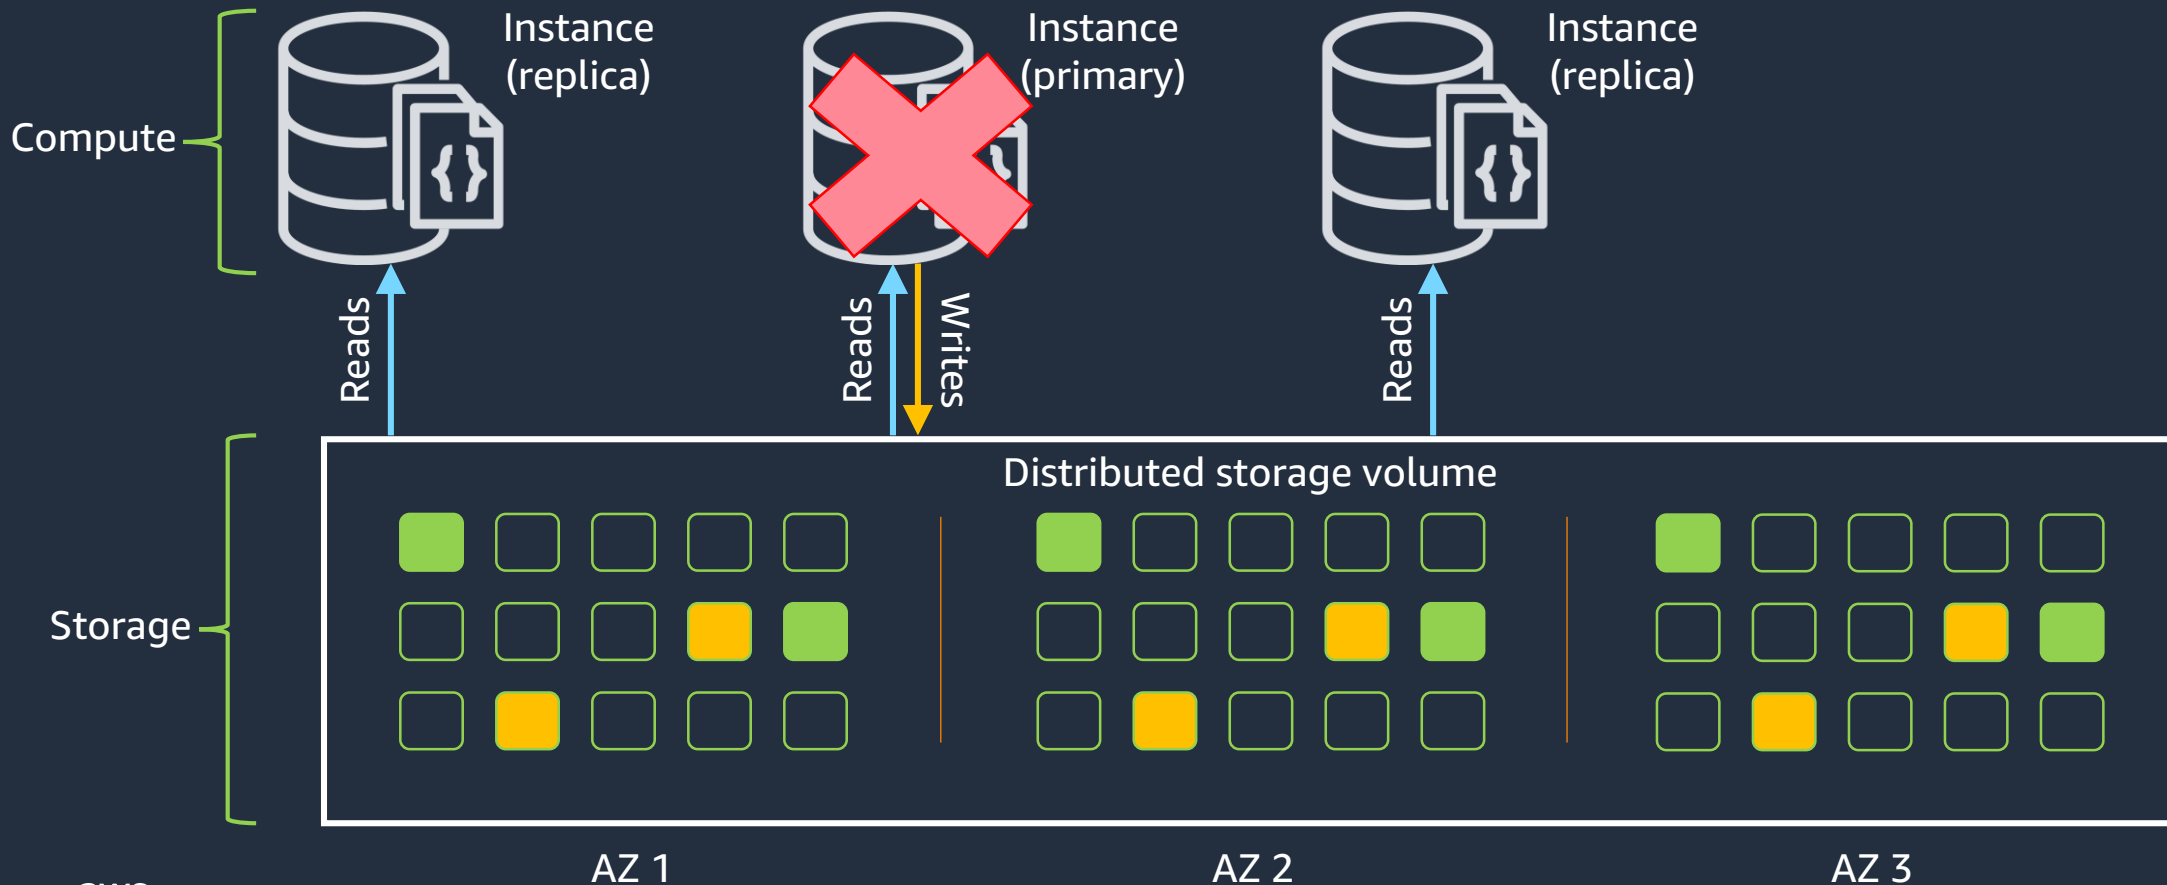 Instance
(replica)
Instance
(primary)
Instance
(replica)
Compute
{}
{}
Reads
Reads
Writes
Reads
Distributed storage volume
Storage
AZ 1
AZ 2
AZ 3